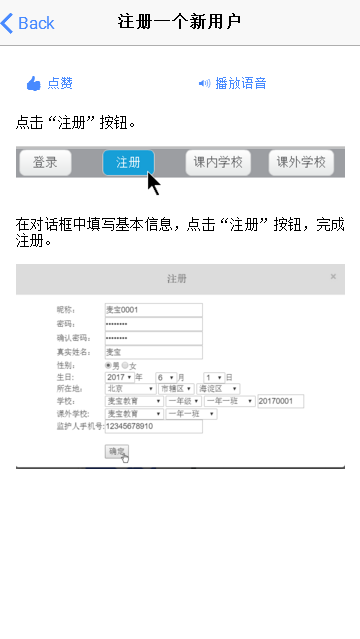 Back
注册一个新用户
点赞 播放语音
点击“注册”按钮。
登录 注册 课内学校 课外学校
在对话框中填写基本信息，点击“注册”按钮，完成
注册。
注册 ×
昵称： 麦宝0001
密码： ••••••••
确认密码： ••••••••
真实姓名： 麦宝
性别： 男 女
生日： 2017 年 6 月 1 日
所在地： 北京 市辖区 海淀区
学校： 麦宝教育 一年级 一年一班 20170001
课外学校： 麦宝教育 一年一班
监护人手机号: 12345678910
确定